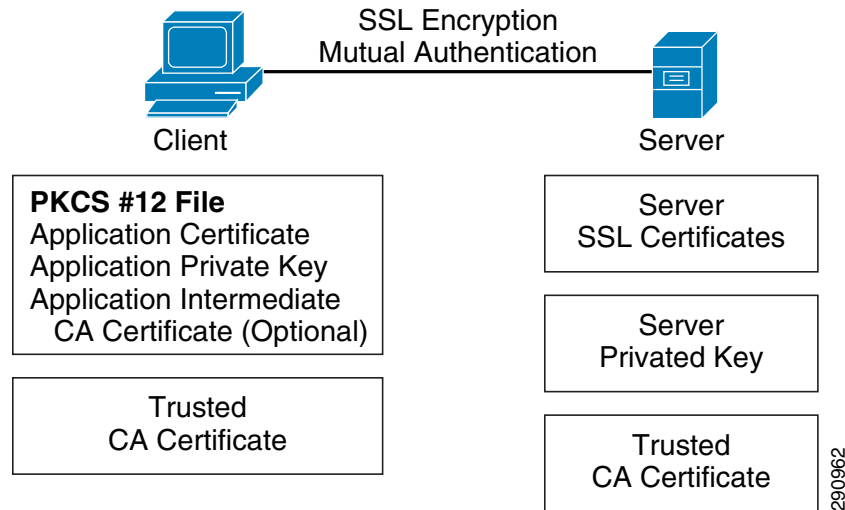 SSL Encryption
Mutual Authentication
Client
Server
PKCS #12 File
Application Certificate
Application Private Key
Application Intermediate
CA Certificate (Optional)
Trusted
CA Certificate
Server
SSL Certificates
Server
Privated Key
Trusted
CA Certificate
290962